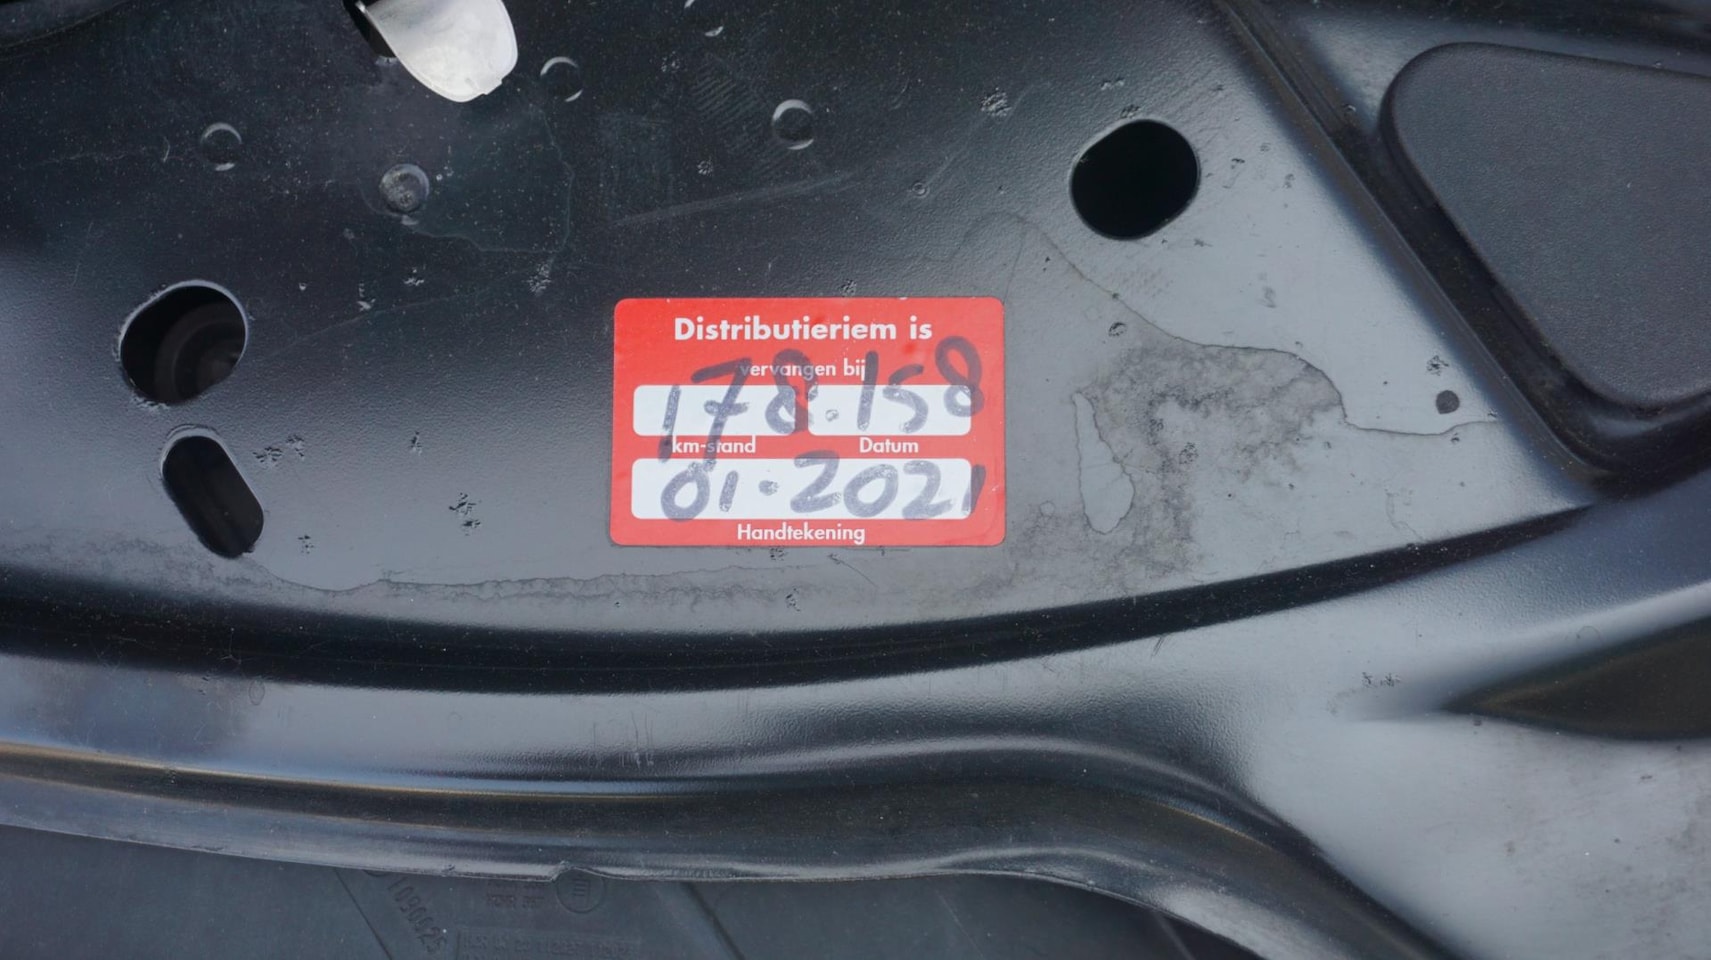 Distributieriem is
vervangen bij
178.158
km-stand Datum
01.2021
Handtekening